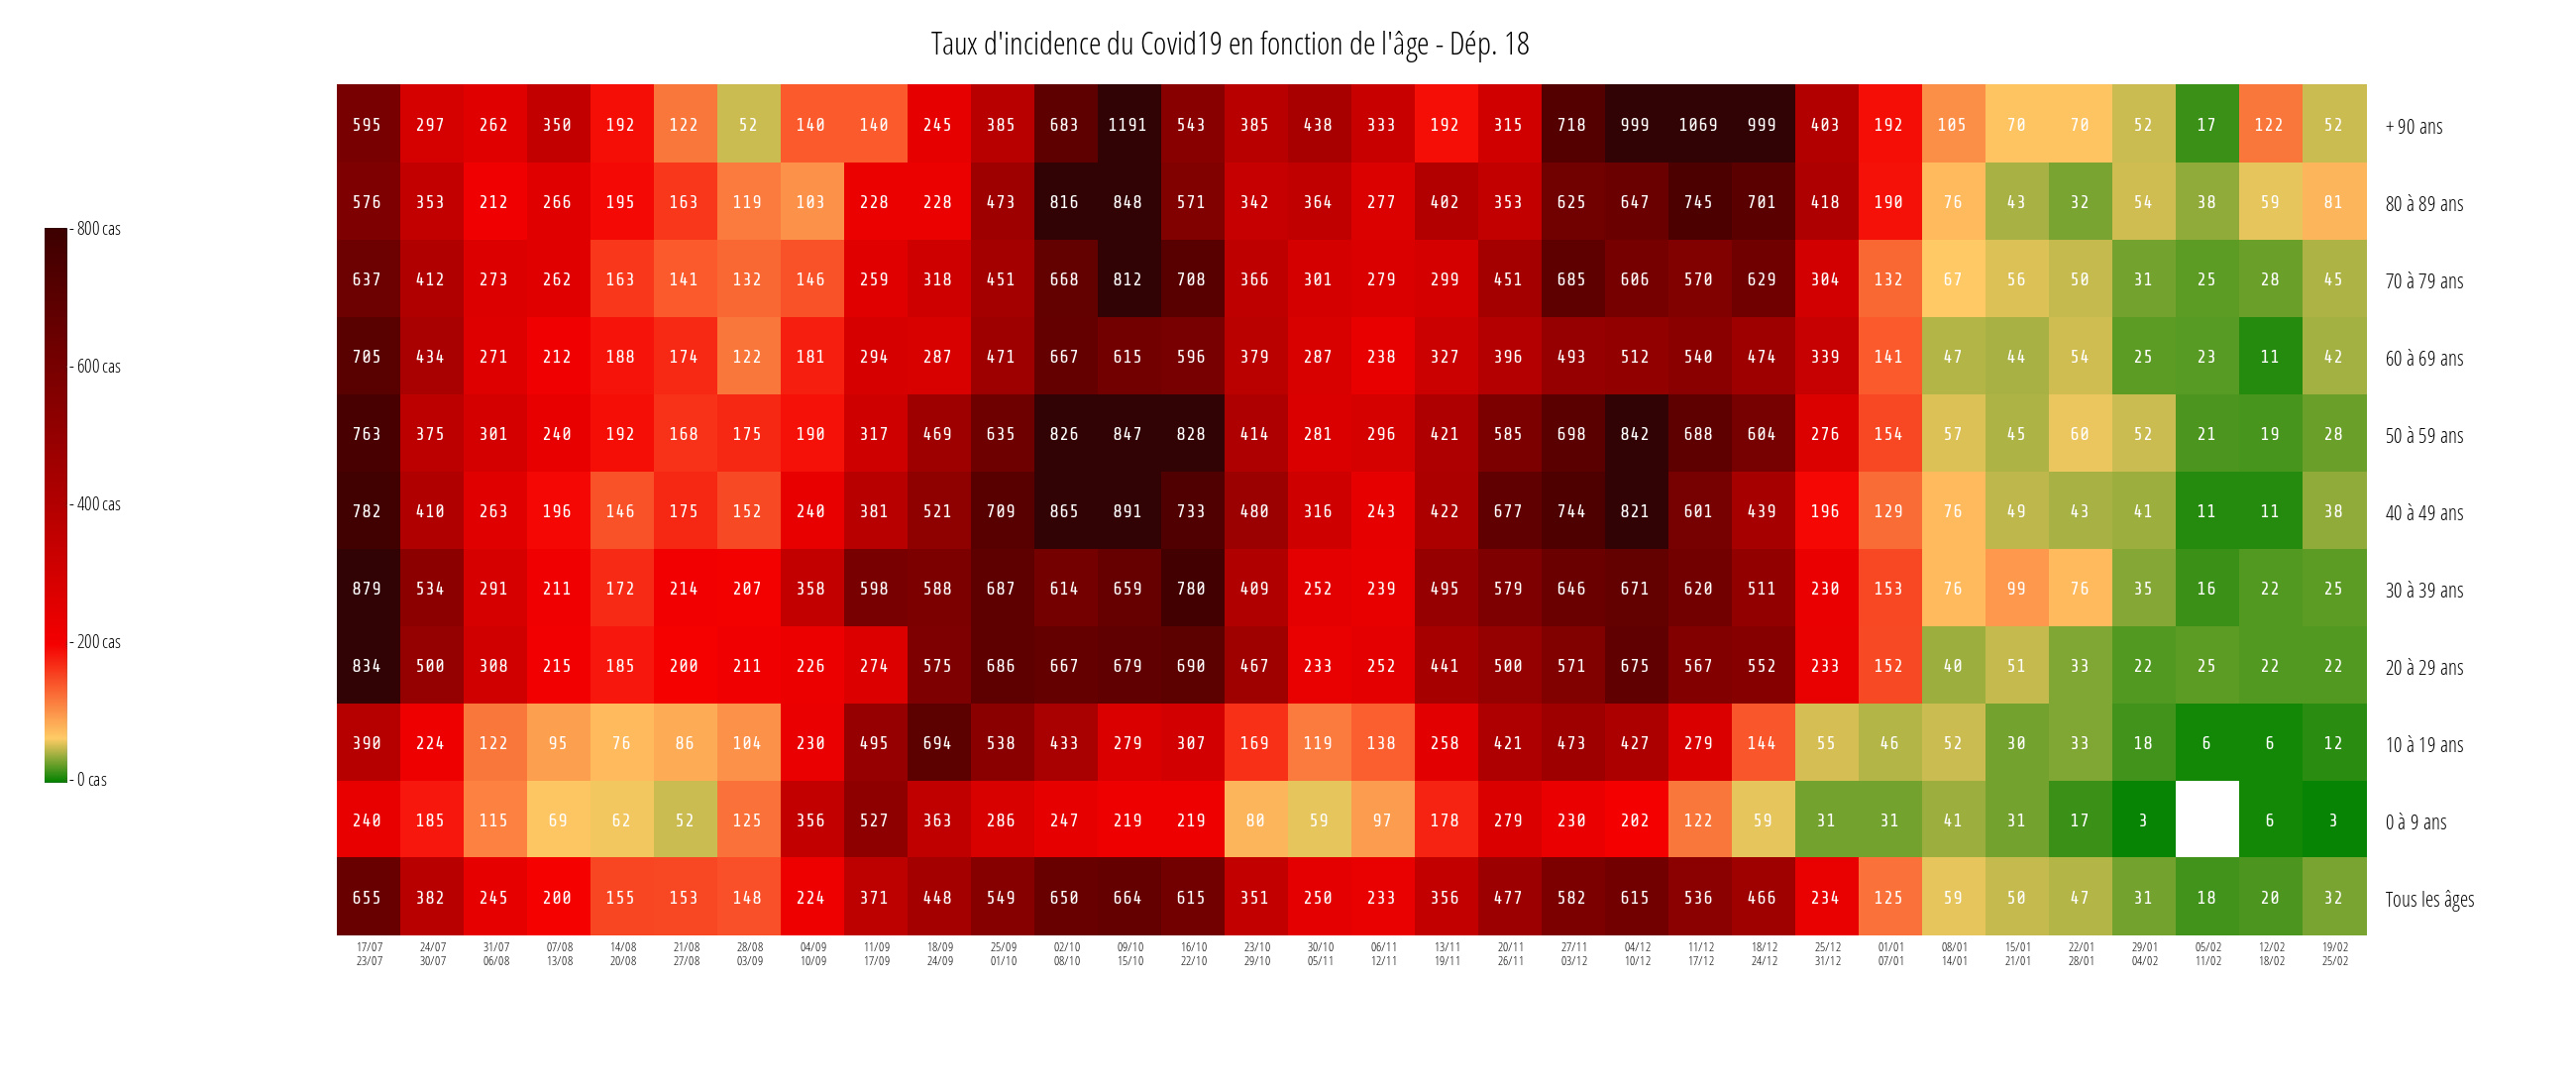 Taux d'incidence du Covid19 en fonction de l'âge - Dép. 18
595 297 262 350 192 122 52 140 140 245 385 683 1191 543 385 438 333 192 315 718 999 1069 999 403 192 105 70 70 52 17 122 52 + 90 ans
576 353 212 266 195 163 119 103 228 228 473 816 848 571 342 364 277 402 353 625 647 745 701 418 190 76 43 32 54 38 59 81 80 à 89 ans
- 800 cas
637 412 273 262 163 141 132 146 259 318 451 668 812 708 366 301 279 299 451 685 606 570 629 304 132 67 56 50 31 25 28 45 70 à 79 ans
705 434 271 212 188 174 122 181 294 287 471 667 615 596 379 287 238 327 396 493 512 540 474 339 141 47 44 54 25 23 11 42 60 à 69 ans
- 600 cas
763 375 301 240 192 168 175 190 317 469 635 826 847 828 414 281 296 421 585 698 842 688 604 276 154 57 45 60 52 21 19 28 50 à 59 ans
- 400 cas
782 410 263 196 146 175 152 240 381 521 709 865 891 733 480 316 243 422 677 744 821 601 439 196 129 76 49 43 41 11 11 38 40 à 49 ans
879 534 291 211 172 214 207 358 598 588 687 614 659 780 409 252 239 495 579 646 671 620 511 230 153 76 99 76 35 16 22 25 30 à 39 ans
- 200 cas
834 500 308 215 185 200 211 226 274 575 686 667 679 690 467 233 252 441 500 571 675 567 552 233 152 40 51 33 22 25 22 22 20 à 29 ans
390 224 122 95 76 86 104 230 495 694 538 433 279 307 169 119 138 258 421 473 427 279 144 55 46 52 30 33 18 6 6 12 10 à 19 ans
- 0 cas
240 185 115 69 62 52 125 356 527 363 286 247 219 219 80 59 97 178 279 230 202 122 59 31 31 41 31 17 3 6 3 0 à 9 ans
655 382 245 200 155 153 148 224 371 448 549 650 664 615 351 250 233 356 477 582 615 536 466 234 125 59 50 47 31 18 20 32 Tous les âges
17/07 24/07 31/07 07/08 14/08 21/08 28/08 04/09 11/09 18/09 25/09 02/10 09/10 16/10 23/10 30/10 06/11 13/11 20/11 27/11 04/12 11/12 18/12 25/12 01/01 08/01 15/01 22/01 29/01 05/02 12/02 19/02
23/07 30/07 06/08 13/08 20/08 27/08 03/09 10/09 17/09 24/09 01/10 08/10 15/10 22/10 29/10 05/11 12/11 19/11 26/11 03/12 10/12 17/12 24/12 31/12 07/01 14/01 21/01 28/01 04/02 11/02 18/02 25/02